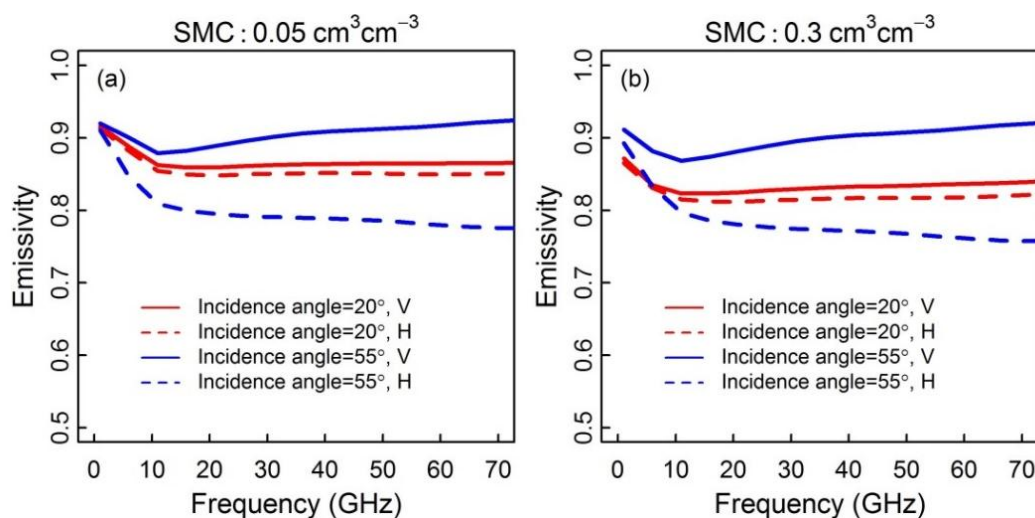 SMC : 0.05 cm³cm⁻³
(a)
Emissivity
1.0
0.9
0.8
0.7
0.6
0.5
Incidence angle=20°, V
Incidence angle=20°, H
Incidence angle=55°, V
Incidence angle=55°, H
0 10 20 30 40 50 60 70
Frequency (GHz)
SMC : 0.3 cm³cm⁻³
(b)
Emissivity
1.0
0.9
0.8
0.7
0.6
0.5
Incidence angle=20°, V
Incidence angle=20°, H
Incidence angle=55°, V
Incidence angle=55°, H
0 10 20 30 40 50 60 70
Frequency (GHz)